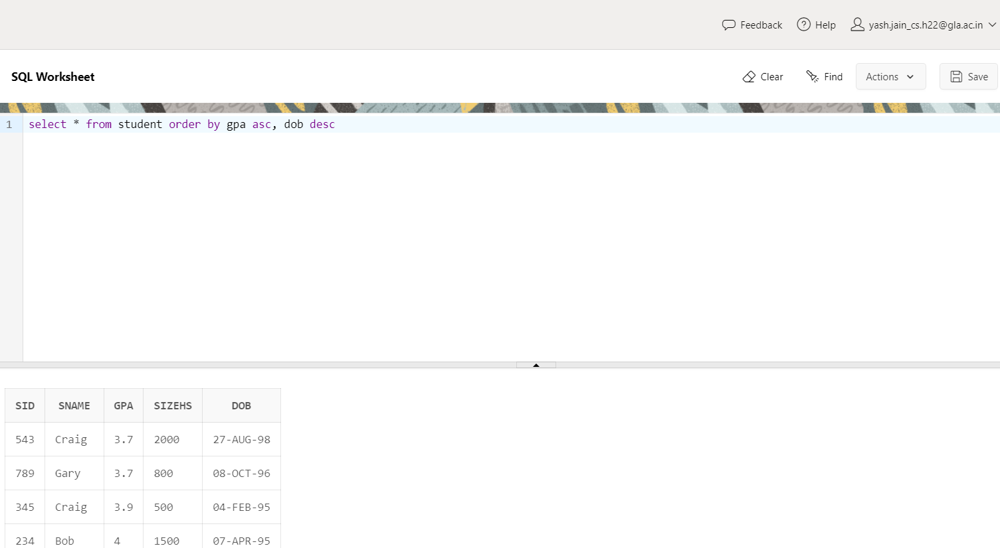 Feedback Help yash.jain_cs.h22@gla.ac.in
SQL Worksheet Clear Find Actions Save
1 select * from student order by gpa asc, dob desc
SID SNAME GPA SIZEHS DOB
543 Craig 3.7 2000 27-AUG-98
789 Gary 3.7 800 08-OCT-96
345 Craig 3.9 500 04-FEB-95
234 Bob 4 1500 07-APR-95